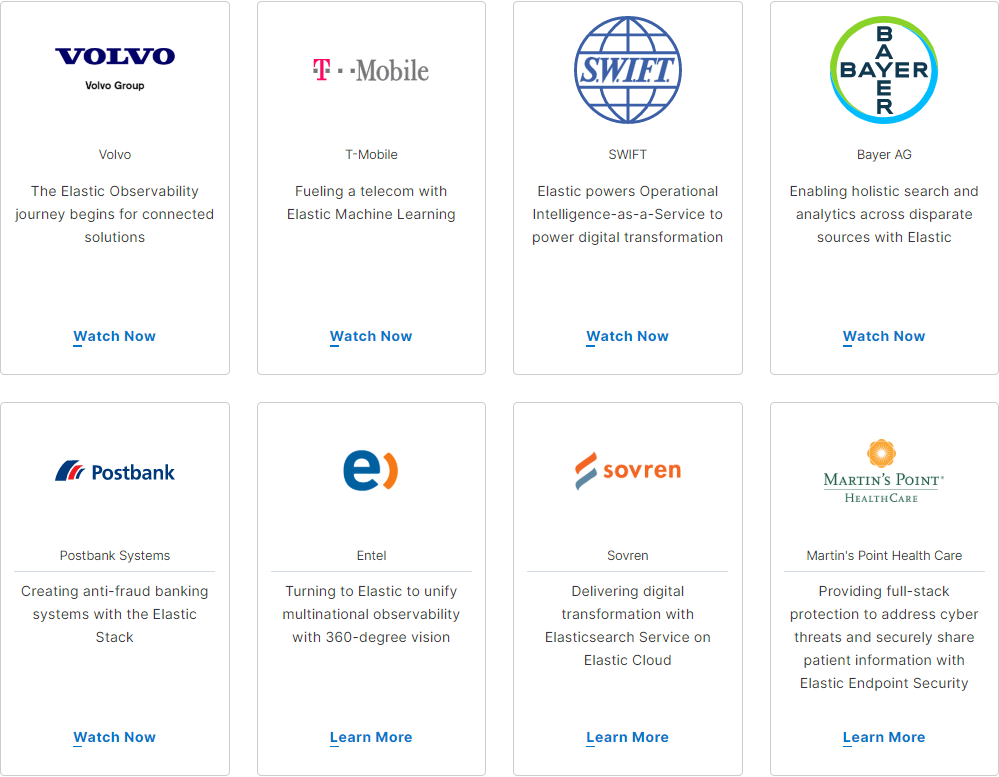 VOLVO
Volvo Group
Volvo
The Elastic Observability
journey begins for connected
solutions
Watch Now
T · · Mobile
T-Mobile
Fueling a telecom with
Elastic Machine Learning
Watch Now
S.W.I.F.T.
SWIFT
Elastic powers Operational
Intelligence-as-a-Service to
power digital transformation
Watch Now
BAYER
BAYER
Bayer AG
Enabling holistic search and
analytics across disparate
sources with Elastic
Watch Now
Postbank
Postbank Systems
Creating anti-fraud banking
systems with the Elastic
Stack
Watch Now
e)
Entel
Turning to Elastic to unify
multinational observability
with 360-degree vision
Learn More
sovren
Sovren
Delivering digital
transformation with
Elasticsearch Service on
Elastic Cloud
Learn More
MARTIN'S POINT®
HEALTHCARE
Martin's Point Health Care
Providing full-stack
protection to address cyber
threats and securely share
patient information with
Elastic Endpoint Security
Learn More